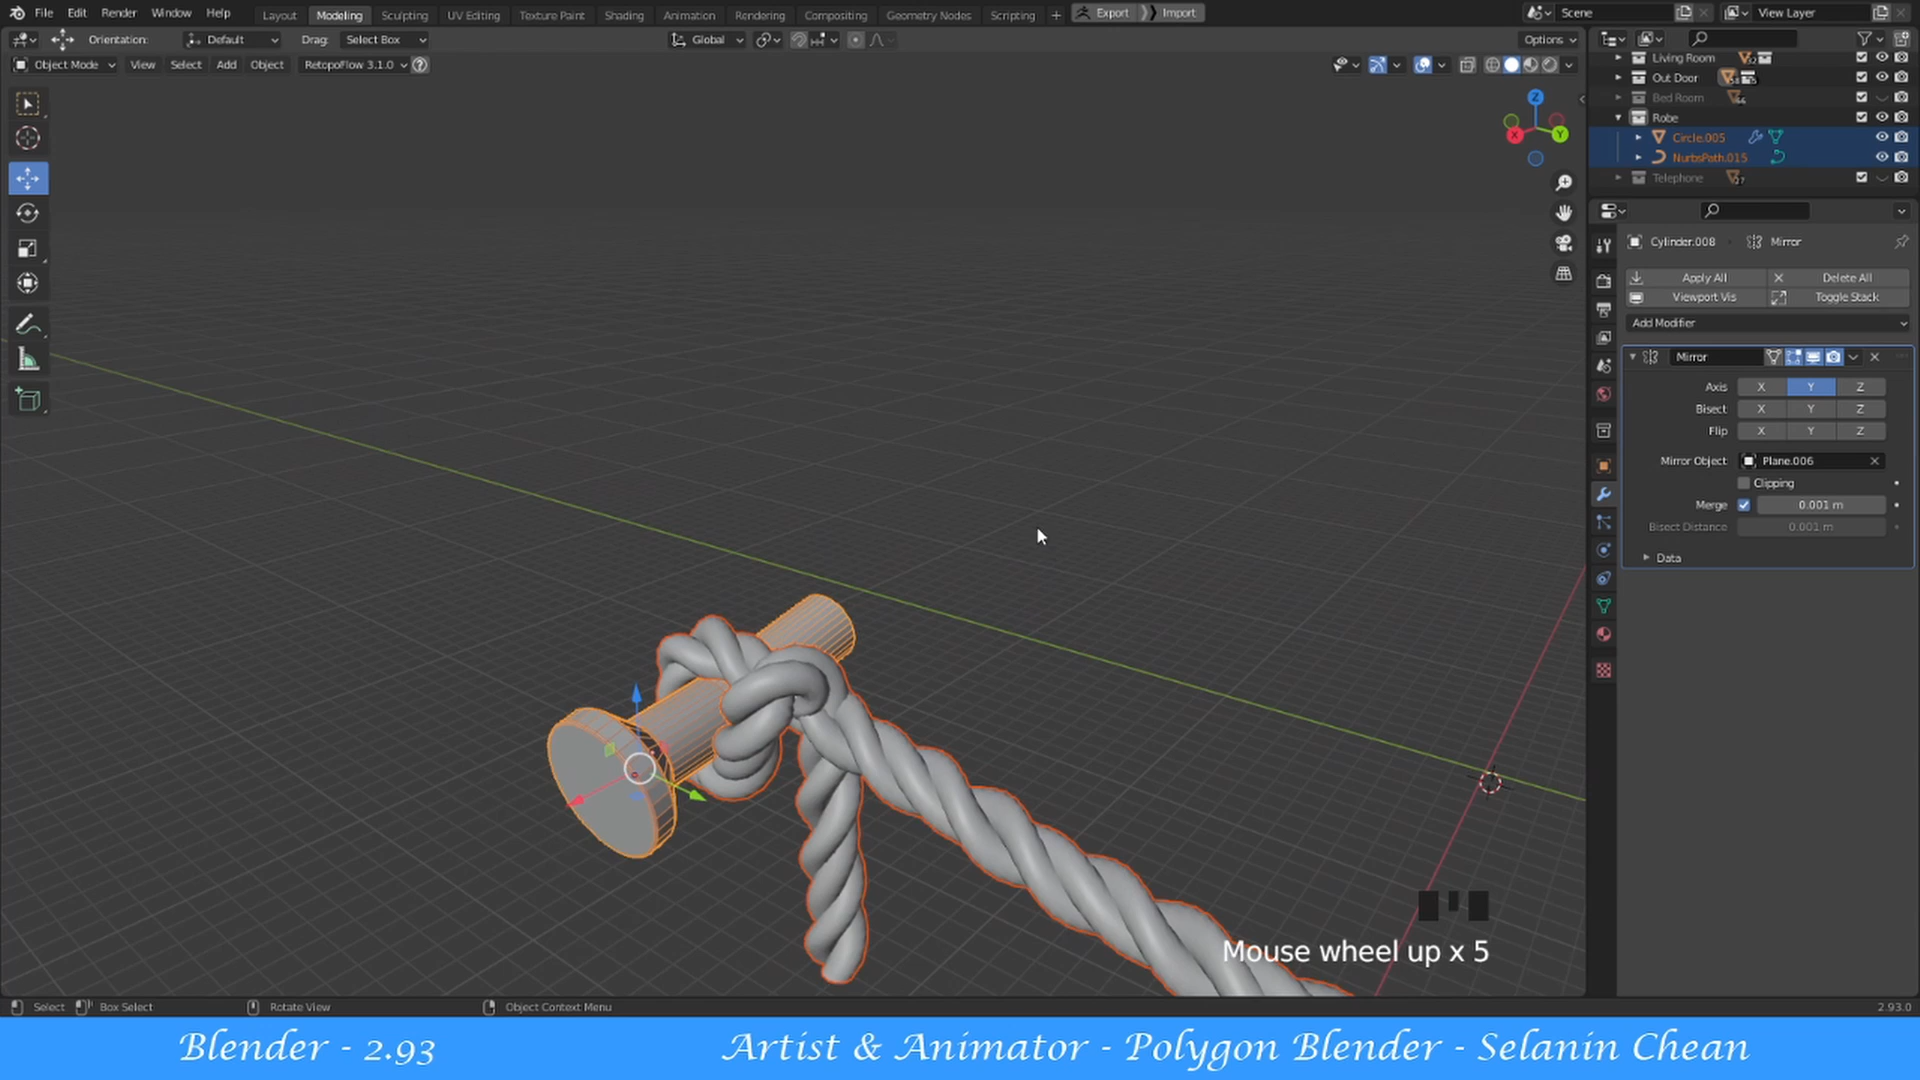 File Edit Render Window Help Layout Modeling Sculpting UV Editing Texture Paint Shading Animation Rendering Compositing Geometry Nodes Scripting + Export Import Scene View Layer
Orientation: Default Drag: Select Box Global Options
Object Mode View Select Add Object RetopoFlow 3.1.0
Living Room
Out Door
Bed Room
Robe
Circle.005
NurbsPath.015
Telephone
Cylinder.008 Mirror
Apply All Delete All
Viewport Vis Toggle Stack
Add Modifier
Mirror
Axis X Y Z
Bisect X Y Z
Flip X Y Z
Mirror Object Plane.006
Clipping
Merge 0.001 m
Bisect Distance 0.001 m
Data
Z
X Y
Mouse wheel up x 5
Select Box Select Rotate View Object Context Menu 2.93.0
Blender - 2.93 Artist & Animator - Polygon Blender - Selanin Chean